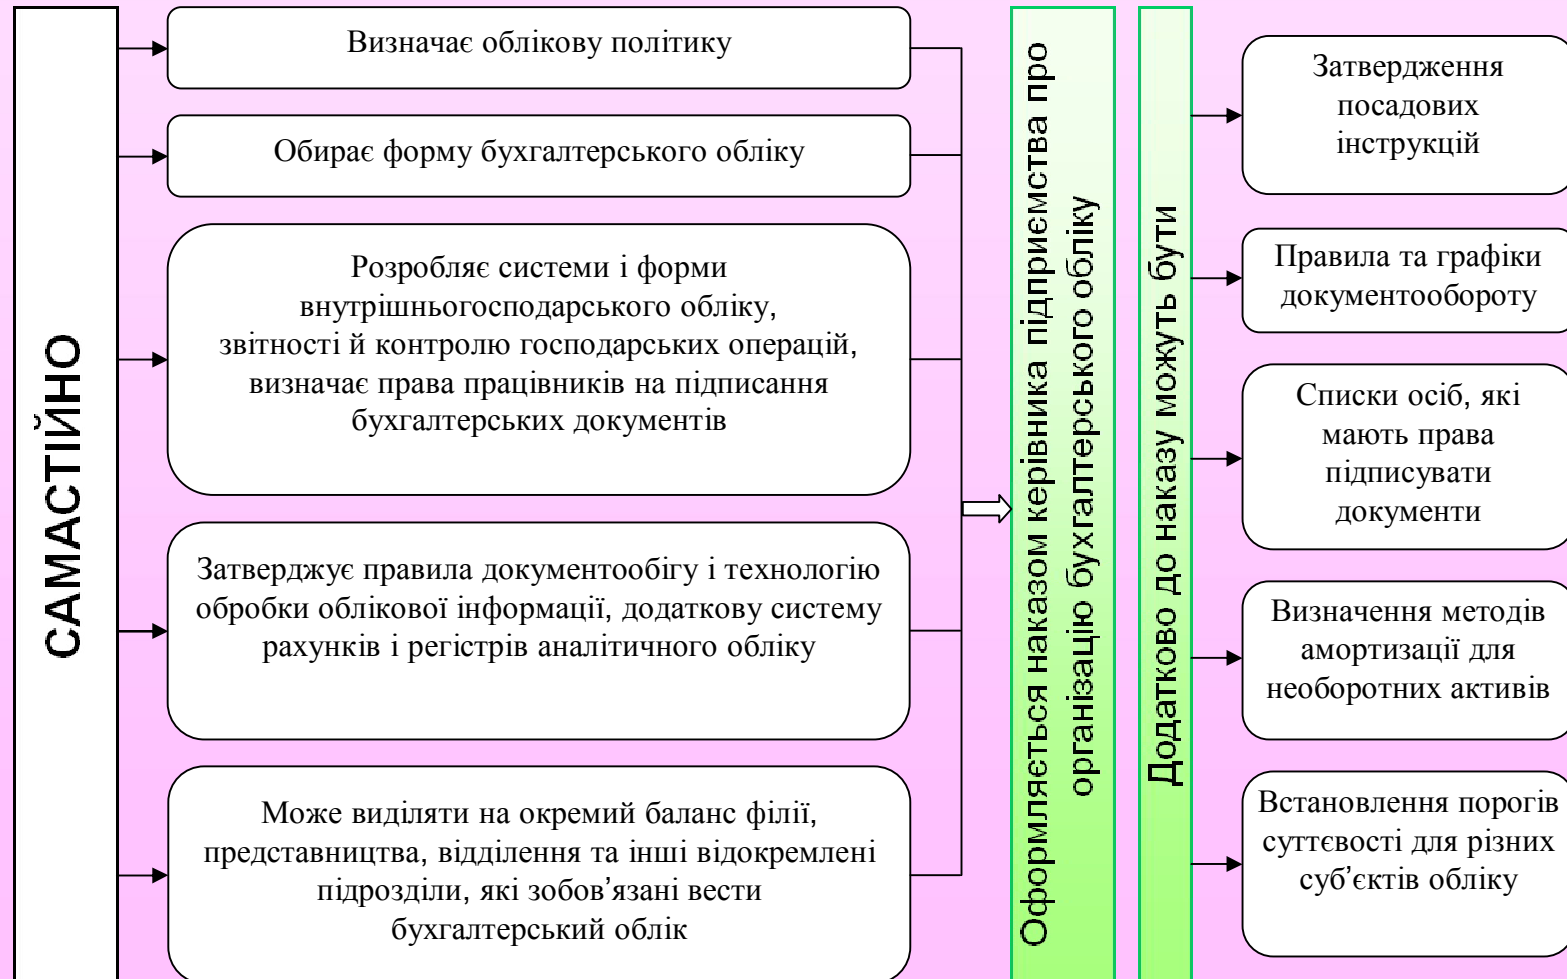 САМАСТІЙНО
Визначає облікову політику
Обирає форму бухгалтерського обліку
Розробляє системи і форми
внутрішньогосподарського обліку,
звітності й контролю господарських операцій,
визначає права працівників на підписання
бухгалтерських документів
Затверджує правила документообігу і технологію
обробки облікової інформації, додаткову систему
рахунків і регістрів аналітичного обліку
Може виділяти на окремий баланс філії,
представництва, відділення та інші відокремлені
підрозділи, які зобов’язані вести
бухгалтерський облік
Оформляється наказом керівника підприємства про
організацію бухгалтерського обліку
Додатково до наказу можуть бути
Затвердження
посадових
інструкцій
Правила та графіки
документообороту
Списки осіб, які
мають права
підписувати
документи
Визначення методів
амортизації для
необоротних активів
Встановлення порогів
суттєвості для різних
суб’єктів обліку